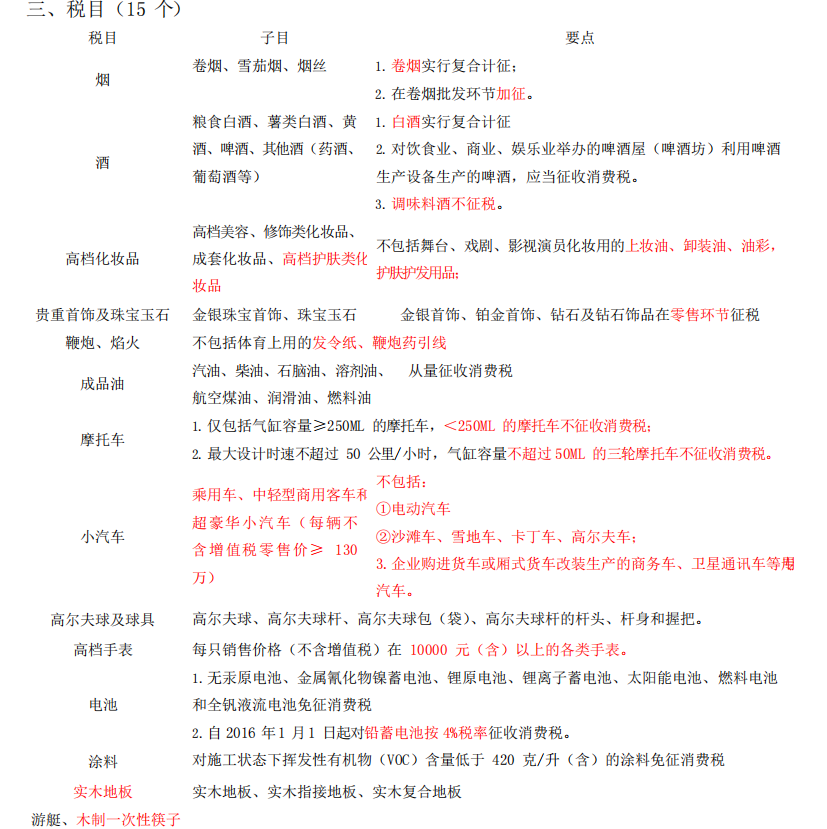 三、税目（15 个）
税目 子目 要点
烟
卷烟、雪茄烟、烟丝
1. 卷烟实行复合计征；
2. 在卷烟批发环节加征。
酒
粮食白酒、薯类白酒、黄
酒、啤酒、其他酒（药酒、
葡萄酒等）
1. 白酒实行复合计征
2. 对饮食业、商业、娱乐业举办的啤酒屋（啤酒坊）利用啤酒
生产设备生产的啤酒，应当征收消费税。
3. 调味料酒不征税。
高档化妆品
高档美容、修饰类化妆品、
成套化妆品、高档护肤类化
妆品
不包括舞台、戏剧、影视演员化妆用的上妆油、卸装油、油彩，
护肤护发用品；
贵重首饰及珠宝玉石 金银珠宝首饰、珠宝玉石 金银首饰、铂金首饰、钻石及钻石饰品在零售环节征税
鞭炮、焰火 不包括体育上用的发令纸、鞭炮药引线
成品油
汽油、柴油、石脑油、溶剂油、
航空煤油、润滑油、燃料油
从量征收消费税
摩托车
1. 仅包括气缸容量≥250ML 的摩托车，＜250ML 的摩托车不征收消费税；
2. 最大设计时速不超过 50 公里/小时，气缸容量不超过 50ML 的三轮摩托车不征收消费税。
小汽车
乘用车、中轻型商用客车和
超豪华小汽车（每辆不
含增值税零售价≥ 130
万）
不包括：
①电动汽车
②沙滩车、雪地车、卡丁车、高尔夫车；
3. 企业购进货车或厢式货车改装生产的商务车、卫星通讯车等专用
汽车。
高尔夫球及球具 高尔夫球、高尔夫球杆、高尔夫球包（袋）、高尔夫球杆的杆头、杆身和握把。
高档手表 每只销售价格（不含增值税）在 10000 元（含）以上的各类手表。
电池
1. 无汞原电池、金属氰化物镍蓄电池、锂原电池、锂离子蓄电池、太阳能电池、燃料电池
和全钒液流电池免征消费税
2. 自 2016 年 1 月 1 日起对铅蓄电池按 4%税率征收消费税。
涂料 对施工状态下挥发性有机物（VOC）含量低于 420 克/升（含）的涂料免征消费税
实木地板 实木地板、实木指接地板、实木复合地板
游艇、木制一次性筷子